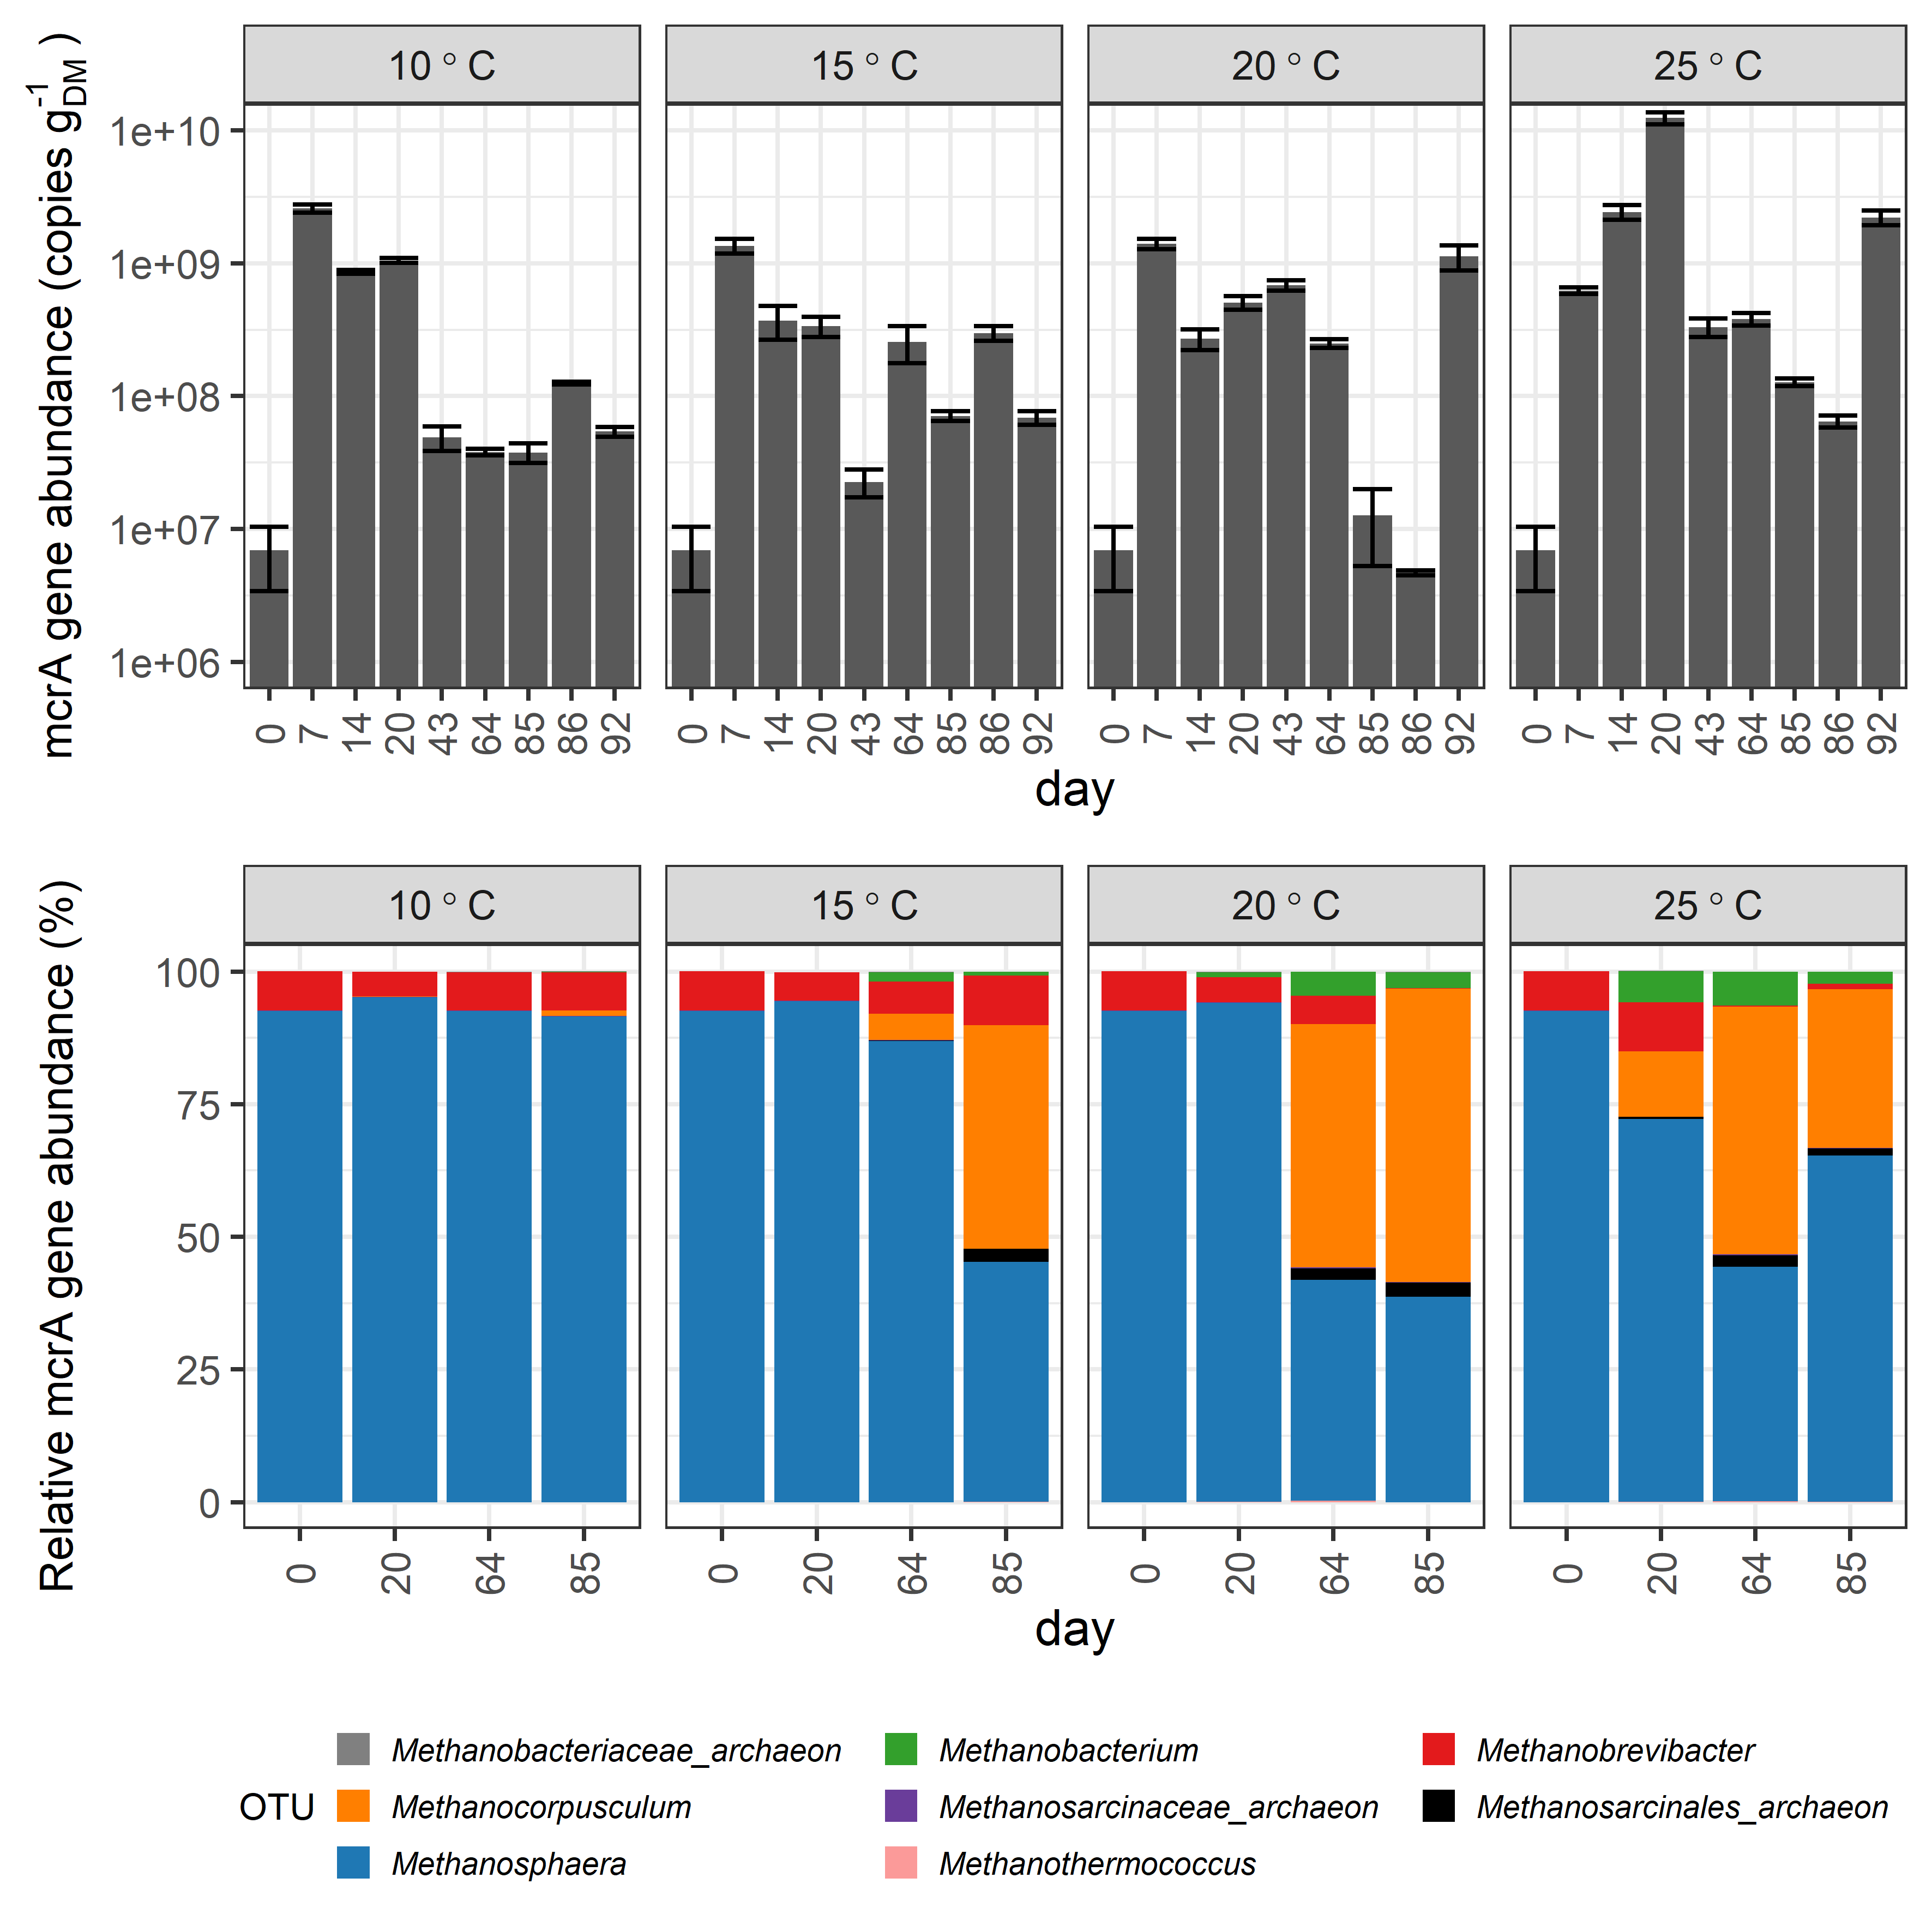 10 ° C 15 ° C 20 ° C 25 ° C
mcrA gene abundance (copies g-1 DM )
1e+10
1e+09
1e+08
1e+07
1e+06
0 7 14 20 43 64 85 86 92 0 7 14 20 43 64 85 86 92 0 7 14 20 43 64 85 86 92 0 7 14 20 43 64 85 86 92
day
10 ° C 15 ° C 20 ° C 25 ° C
Relative mcrA gene abundance (%)
100
75
50
25
0
0 20 64 85 0 20 64 85 0 20 64 85 0 20 64 85
day
OTU
Methanobacteriaceae_archaeon Methanobacterium Methanobrevibacter
Methanocorpusculum Methanosarcinaceae_archaeon Methanosarcinales_archaeon
Methanosphaera Methanothermococcus